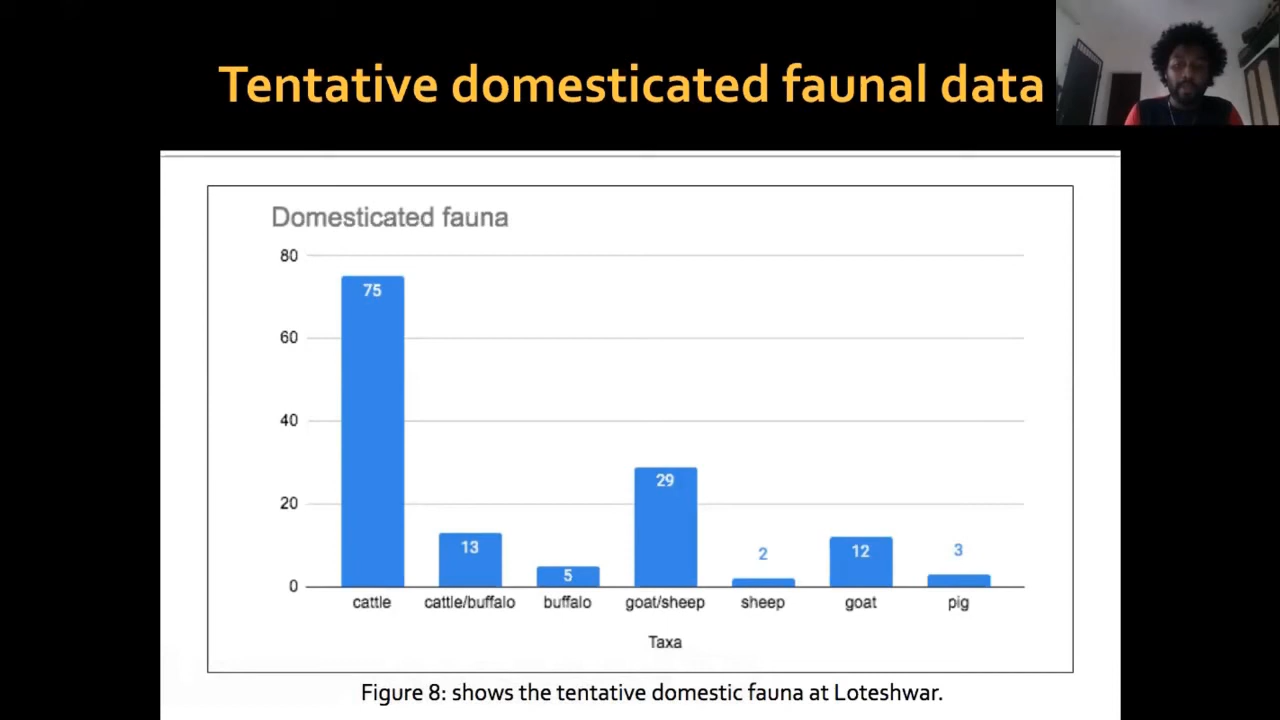 Tentative domesticated faunal data
Domesticated fauna
80
60
40
20
0
75
13
5
29
2
12
3
cattle
cattle/buffalo
buffalo
goat/sheep
sheep
goat
pig
Taxa
Figure 8: shows the tentative domestic fauna at Loteshwar.